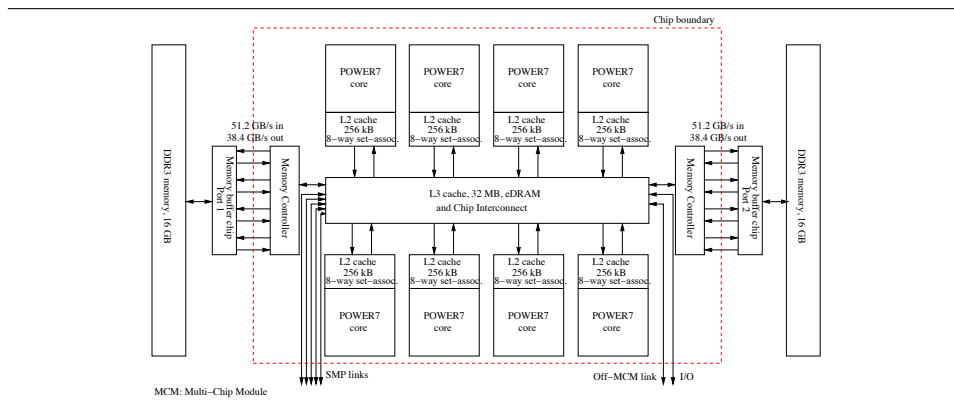 Chip boundary
POWER7
core
POWER7
core
POWER7
core
POWER7
core
L2 cache
256 kB
8-way set-assoc.
L2 cache
256 kB
8-way set-assoc.
L2 cache
256 kB
8-way set-assoc.
L2 cache
256 kB
8-way set-assoc.
51.2 GB/s in
38.4 GB/s out
51.2 GB/s in
38.4 GB/s out
DDR3 memory, 16 GB
Memory buffer chip
Port 1
Memory Controller
L3 cache, 32 MB, eDRAM
and Chip Interconnect
Memory Controller
Memory buffer chip
Port 2
DDR3 memory, 16 GB
L2 cache
256 kB
8-way set-assoc.
L2 cache
256 kB
8-way set-assoc.
L2 cache
256 kB
8-way set-assoc.
L2 cache
256 kB
8-way set-assoc.
POWER7
core
POWER7
core
POWER7
core
POWER7
core
SMP links
Off-MCM link
I/O
MCM: Multi-Chip Module